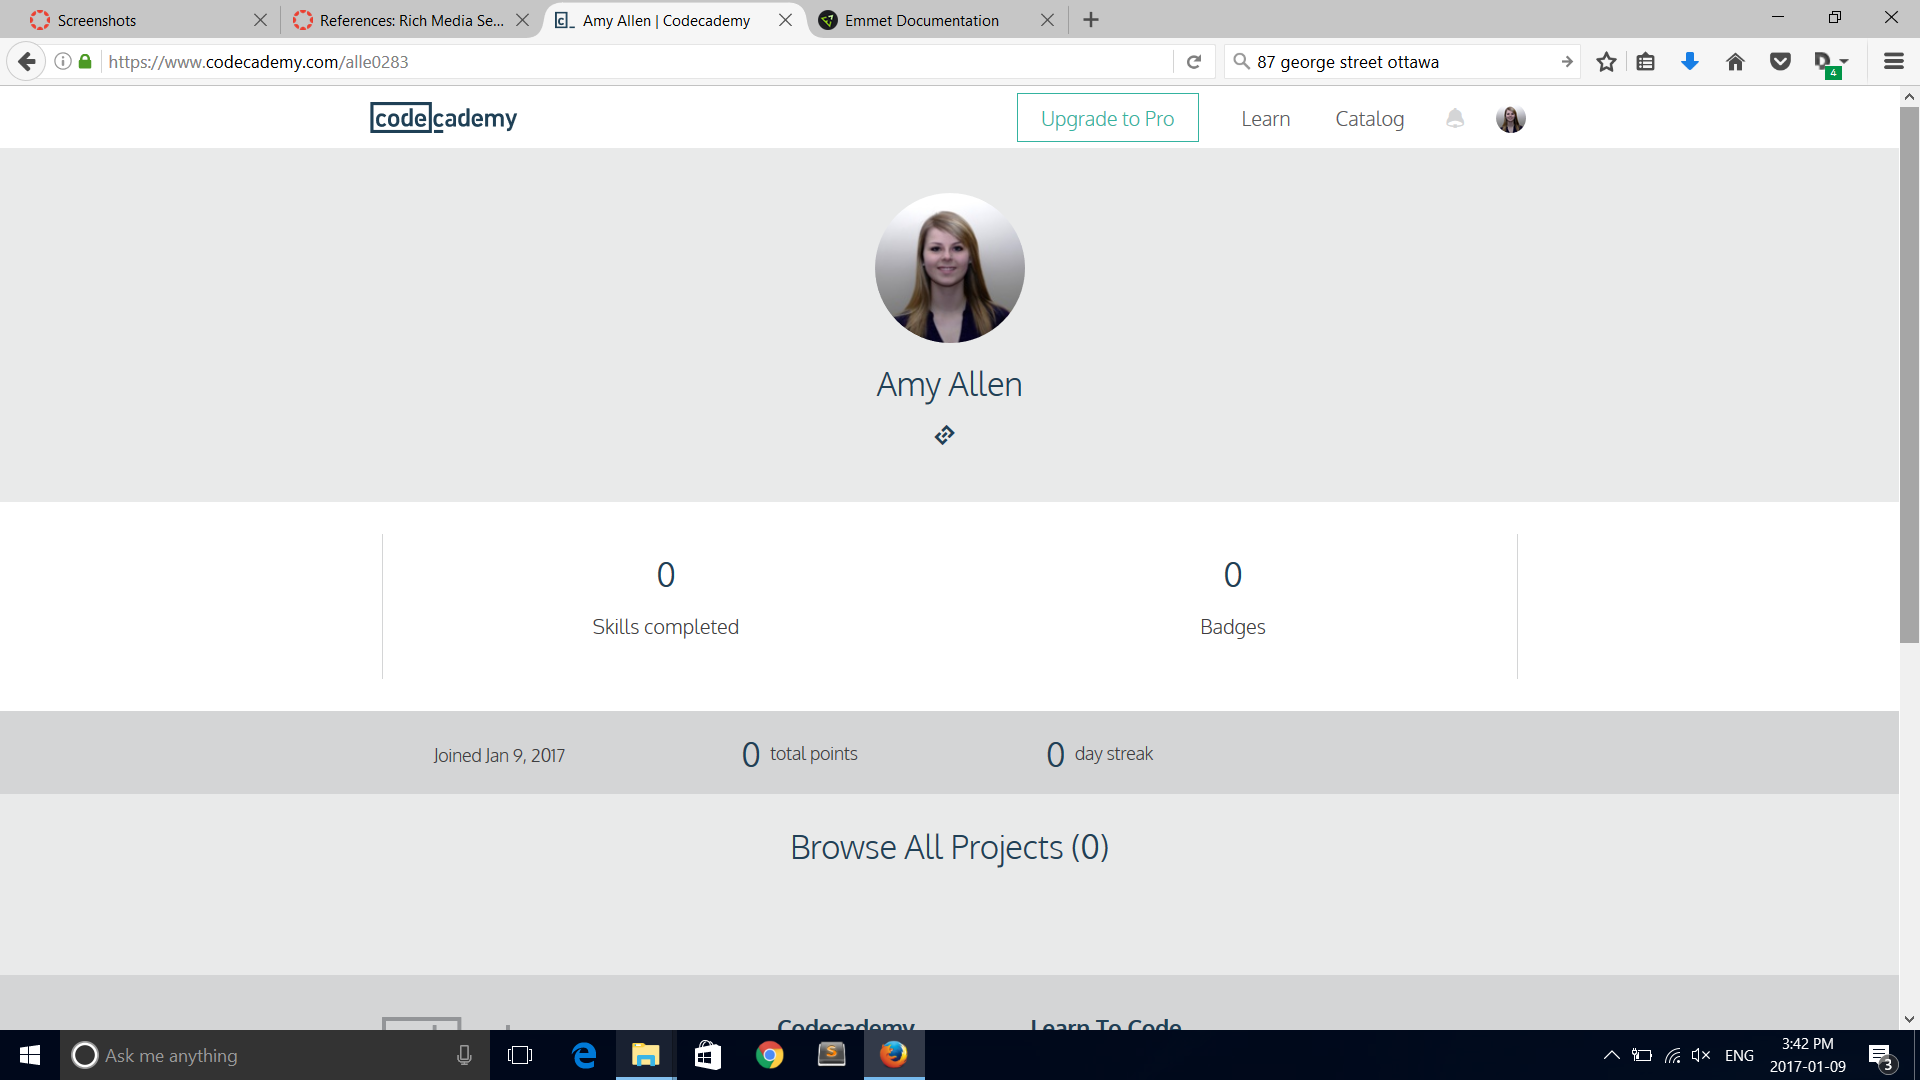 Screenshots
References: Rich Media Se...
Amy Allen | Codecademy
Emmet Documentation
https://www.codecademy.com/alle0283
87 george street ottawa
4
codecademy
Upgrade to Pro
Learn
Catalog
Amy Allen
0
Skills completed
0
Badges
Joined Jan 9, 2017
0 total points
0 day streak
Browse All Projects (0)
Codecademy
Learn To Code
Ask me anything
ENG
3:42 PM
2017-01-09
3